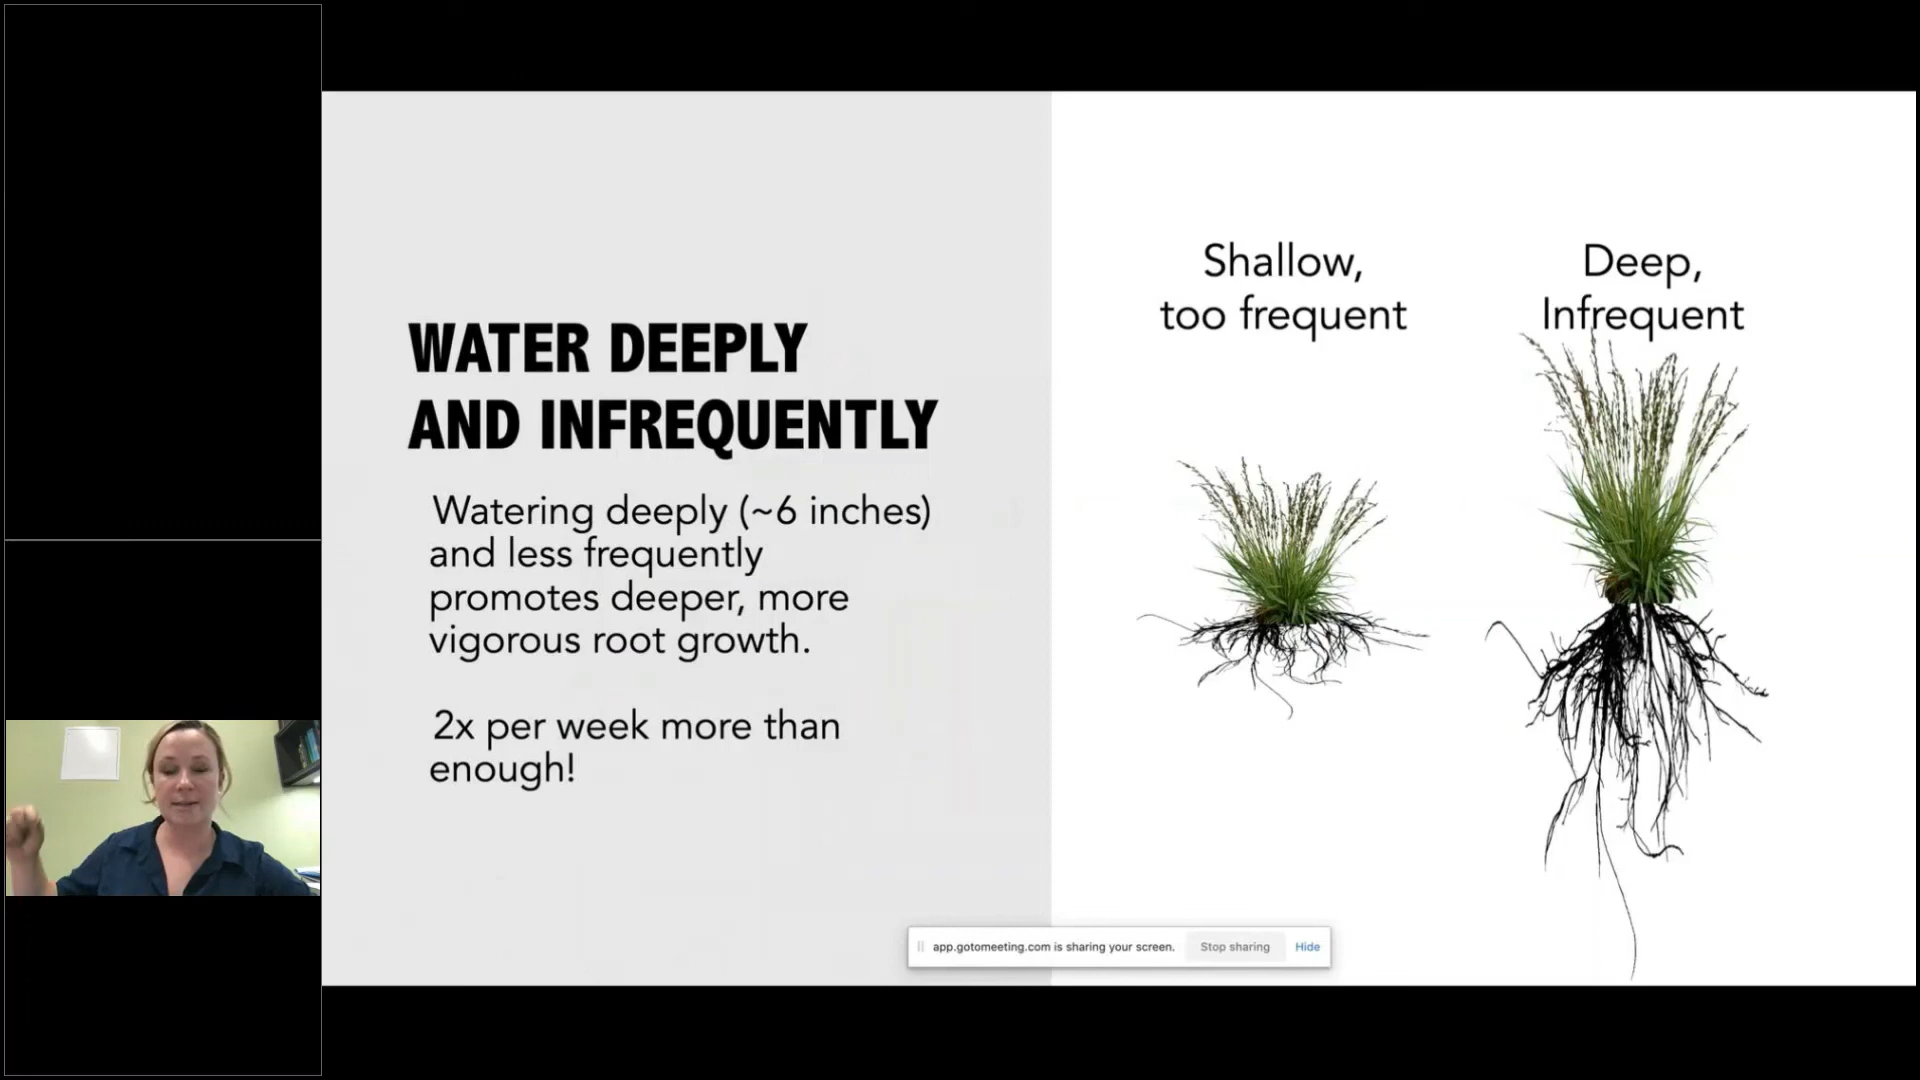 WATER DEEPLY
AND INFREQUENTLY
Watering deeply (~6 inches)
and less frequently
promotes deeper, more
vigorous root growth.
2x per week more than
enough!
Shallow,
too frequent
Deep,
Infrequent
app.gotomeeting.com is sharing your screen.
Stop sharing
Hide